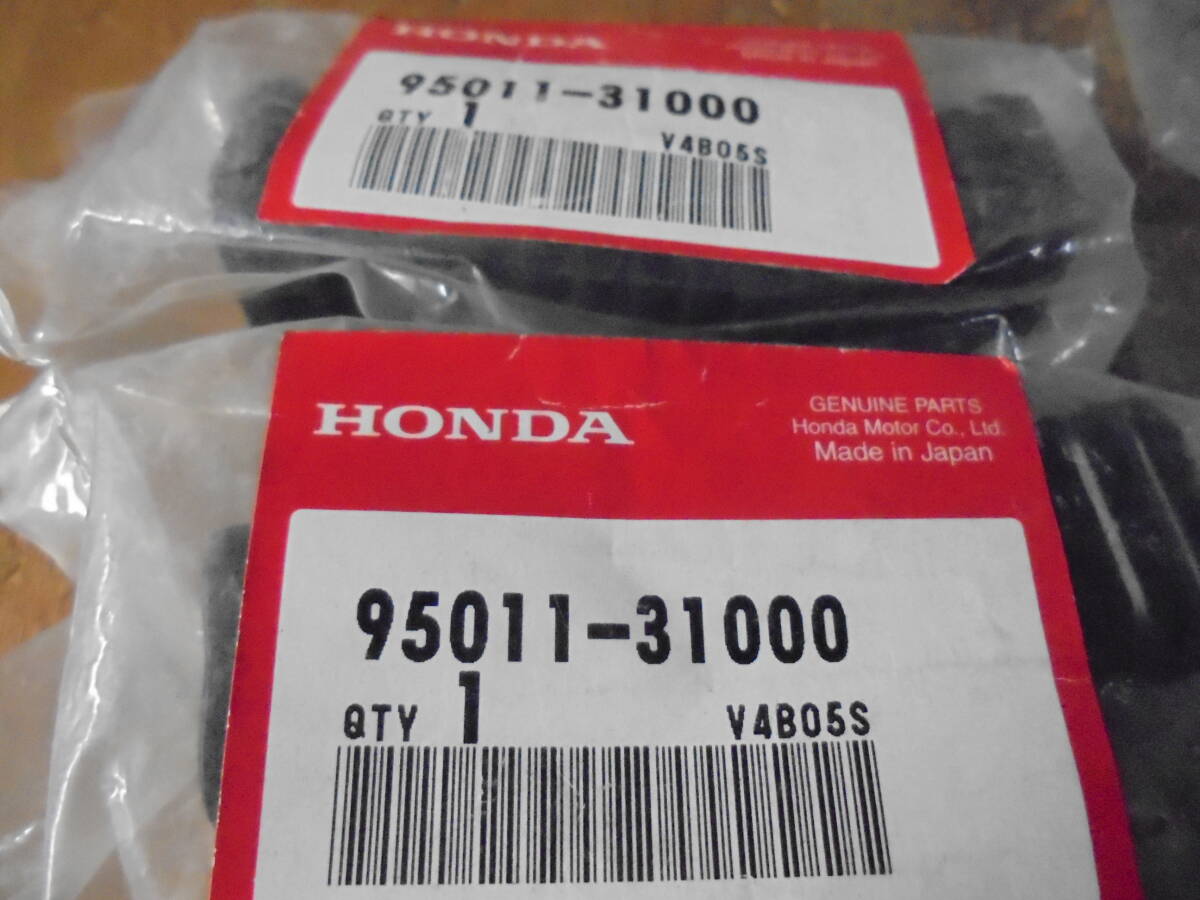 HONDA
95011-31000
QTY 1
V4B05S
HONDA
GENUINE PARTS
Honda Motor Co., Ltd.
Made in Japan
95011-31000
QTY 1
V4B05S